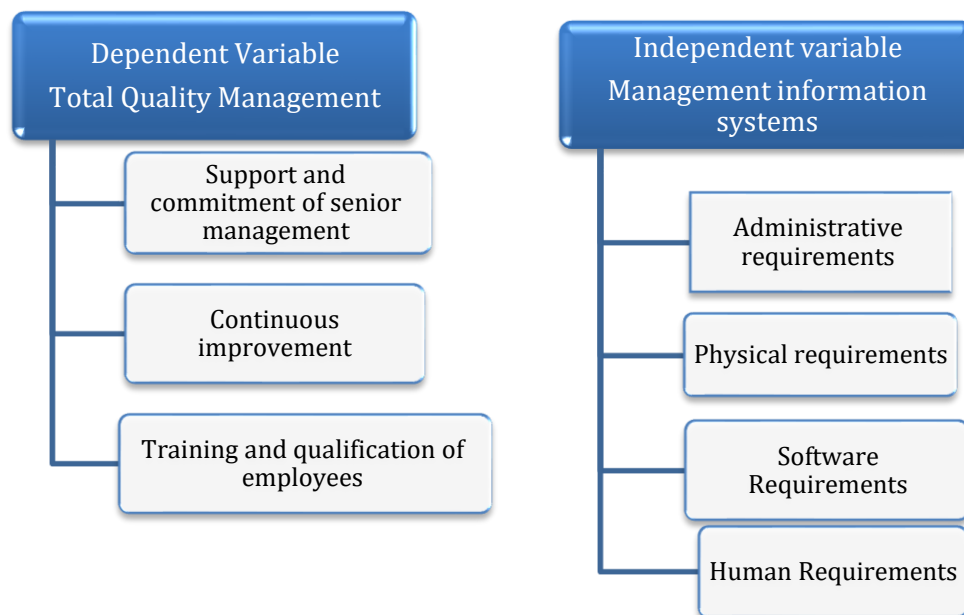 Dependent Variable
Total Quality Management
Support and
commitment of senior
management
Continuous
improvement
Training and qualification of
employees
Independent variable
Management information
systems
Administrative
requirements
Physical requirements
Software
Requirements
Human Requirements